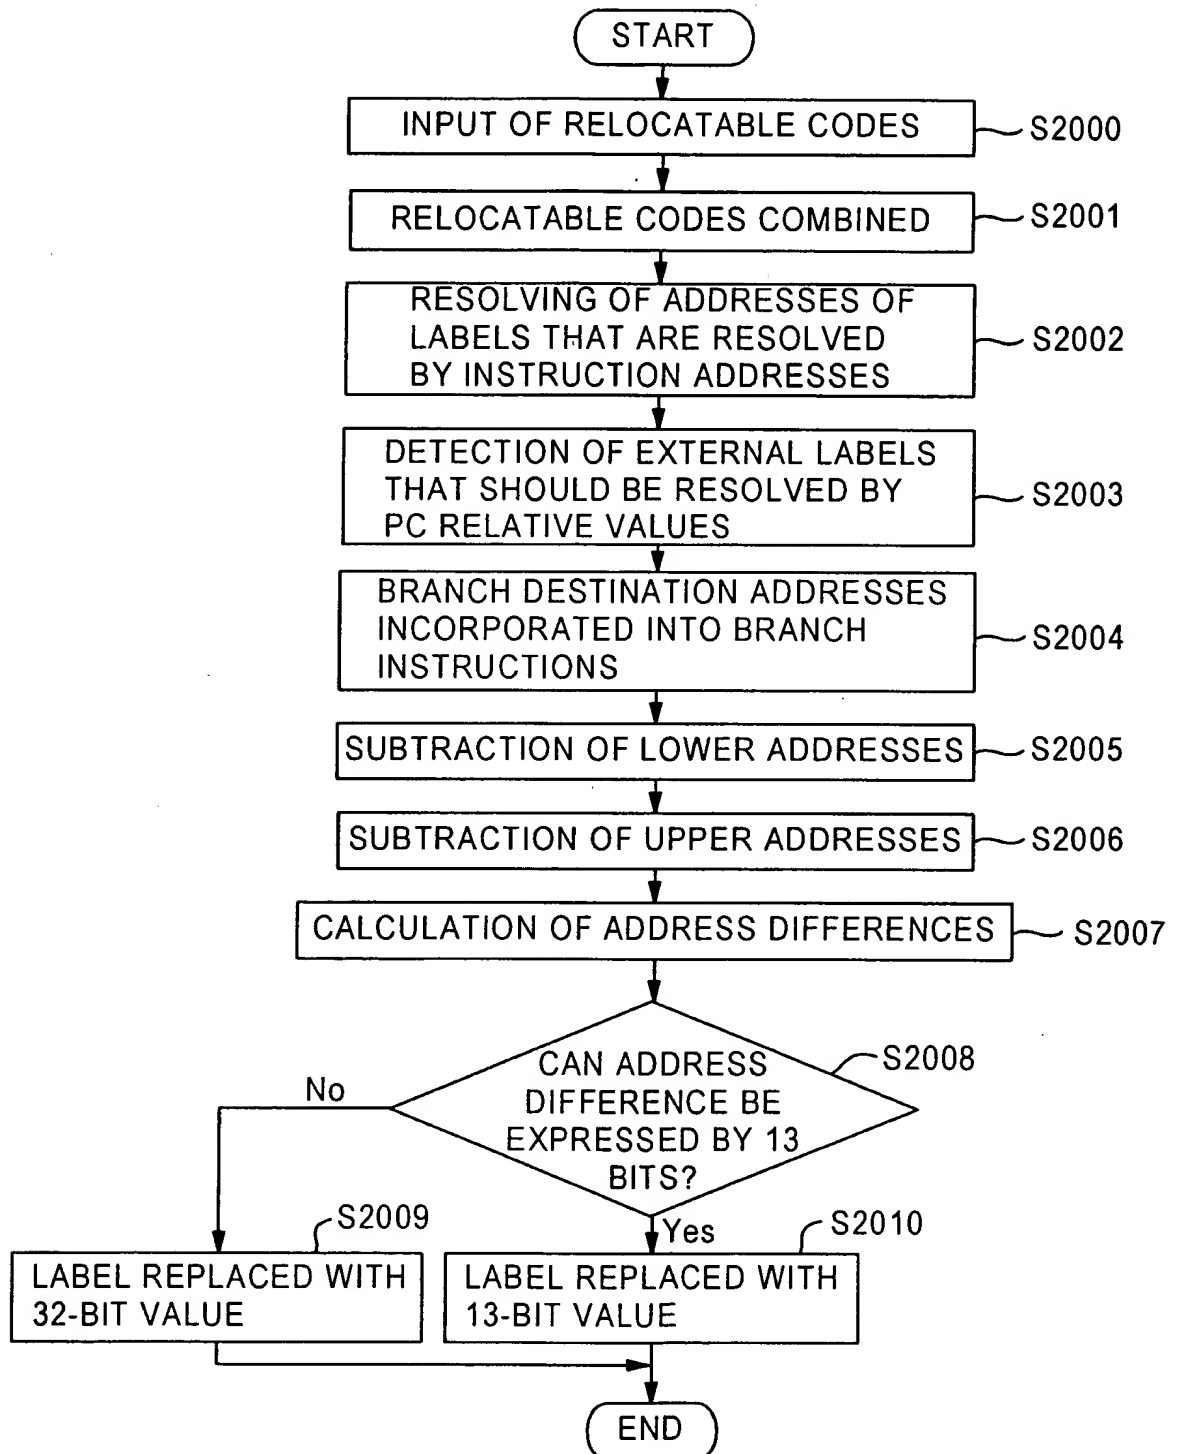 START
INPUT OF RELOCATABLE CODES
S2000
RELOCATABLE CODES COMBINED
S2001
RESOLVING OF ADDRESSES OF
LABELS THAT ARE RESOLVED
BY INSTRUCTION ADDRESSES
S2002
DETECTION OF EXTERNAL LABELS
THAT SHOULD BE RESOLVED BY
PC RELATIVE VALUES
S2003
BRANCH DESTINATION ADDRESSES
INCORPORATED INTO BRANCH
INSTRUCTIONS
S2004
SUBTRACTION OF LOWER ADDRESSES
S2005
SUBTRACTION OF UPPER ADDRESSES
S2006
CALCULATION OF ADDRESS DIFFERENCES
S2007
CAN ADDRESS
DIFFERENCE BE
EXPRESSED BY 13
BITS?
S2008
No
Yes
S2009
LABEL REPLACED WITH
32-BIT VALUE
S2010
LABEL REPLACED WITH
13-BIT VALUE
END